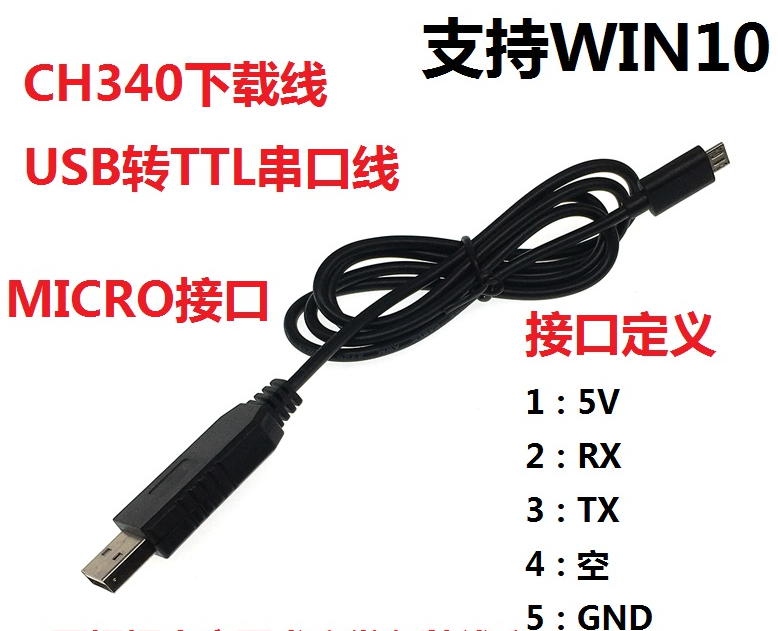 支持WIN10
CH340下载线
USB转TTL串口线
MICRO接口
接口定义
1：5V
2：RX
3：TX
4：空
5：GND